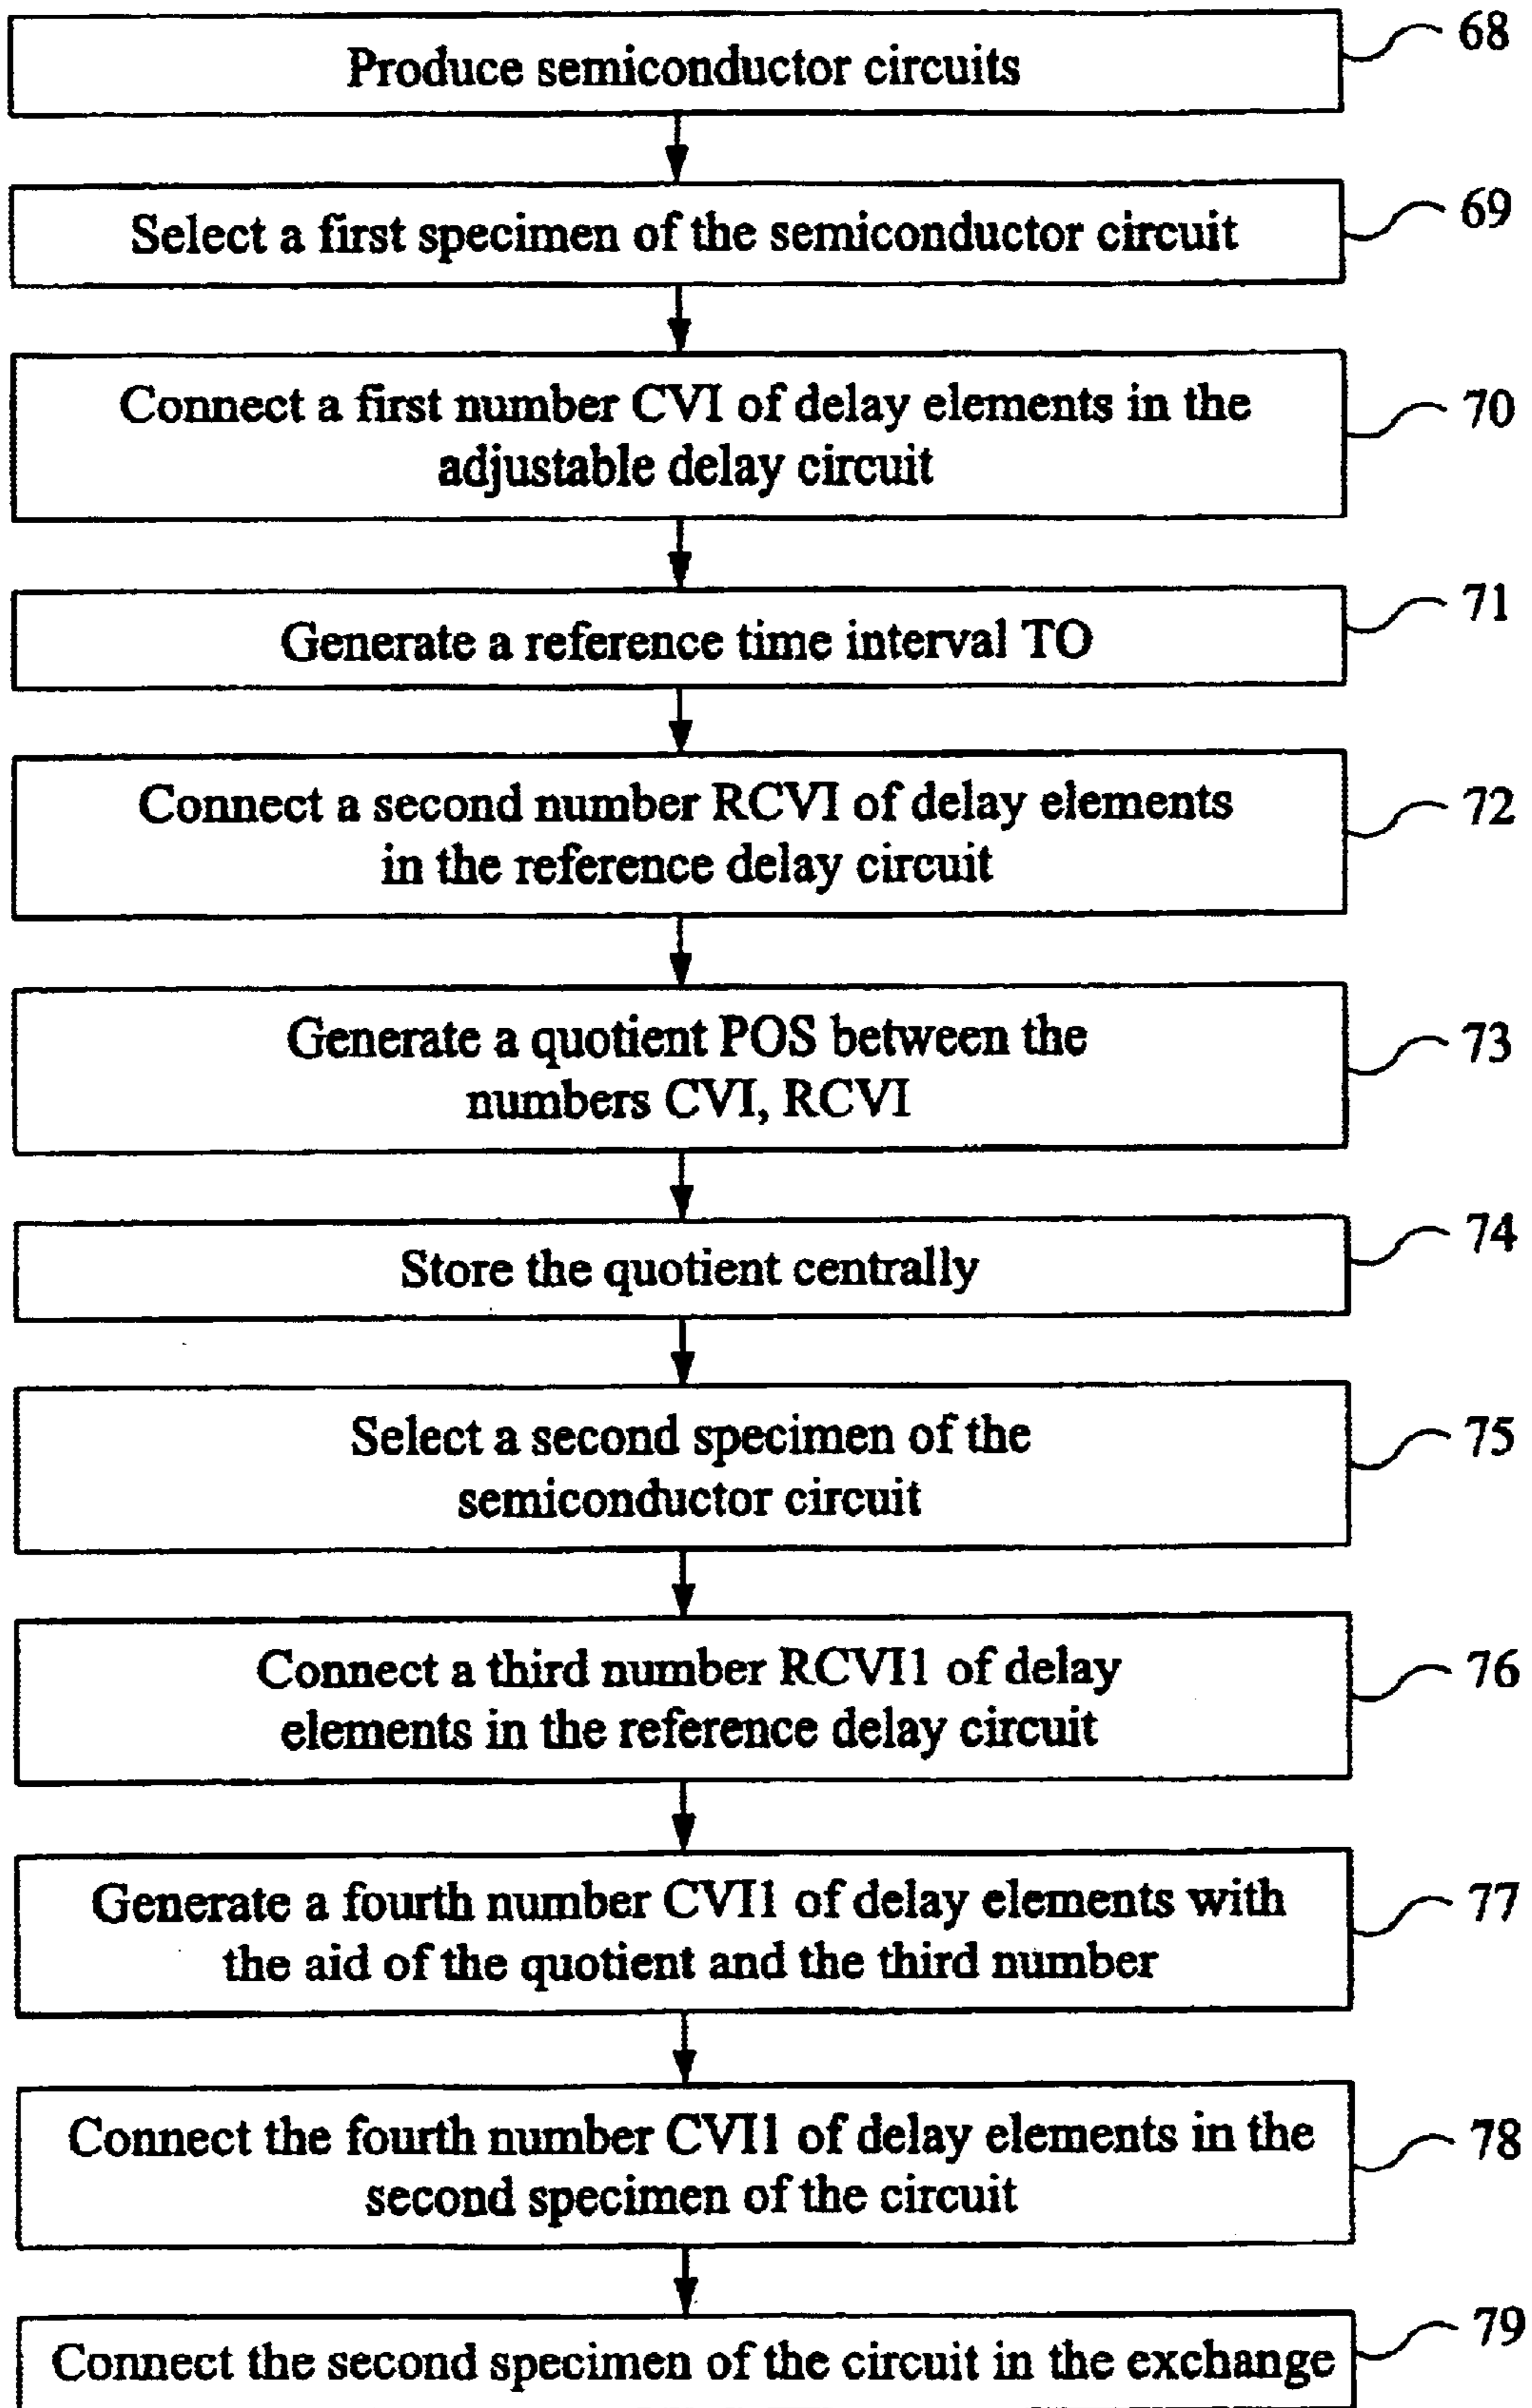 Produce semiconductor circuits
68
Select a first specimen of the semiconductor circuit
69
Connect a first number CVI of delay elements in the
adjustable delay circuit
70
Generate a reference time interval TO
71
Connect a second number RCVI of delay elements
in the reference delay circuit
72
Generate a quotient POS between the
numbers CVI, RCVI
73
Store the quotient centrally
74
Select a second specimen of the
semiconductor circuit
75
Connect a third number RCVI1 of delay
elements in the reference delay circuit
76
Generate a fourth number CVI1 of delay elements with
the aid of the quotient and the third number
77
Connect the fourth number CVI1 of delay elements in the
second specimen of the circuit
78
Connect the second specimen of the circuit in the exchange
79